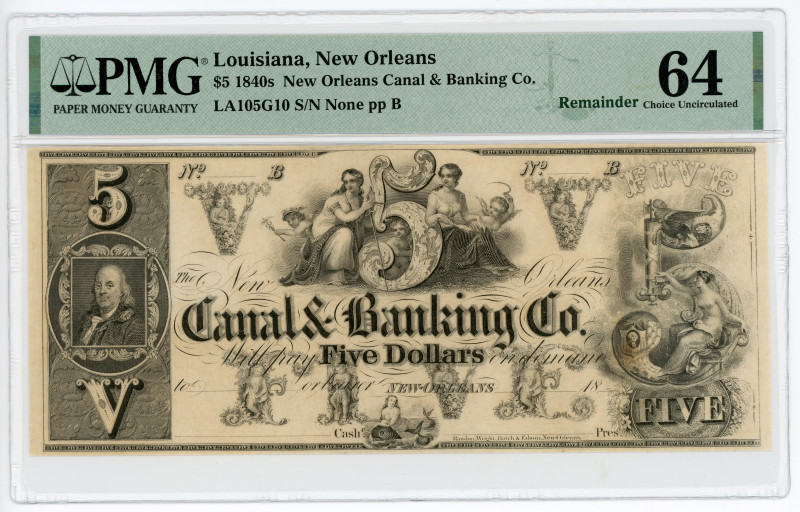 PMG®
PAPER MONEY GUARANTY
Louisiana, New Orleans
$5 1840s New Orleans Canal & Banking Co.
LA105G10 S/N None pp B
Remainder
64
Choice Uncirculated
5
V
No B
No B
V
5
V
FIVE
5
The New Orleans
Canal & Banking Co.
Will pay Five Dollars on demand
to or bearer NEW-ORLEANS 18
F I V E
FIVE
Cash.r
Pres.t
Rawdon, Wright, Hatch & Edson, New-Orleans.